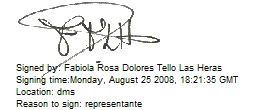 Signed by: Fabiola Rosa Dolores Tello Las Heras
Signing time:Monday, August 25 2008, 18:21:35 GMT
Location: dms
Reason to sign: representante